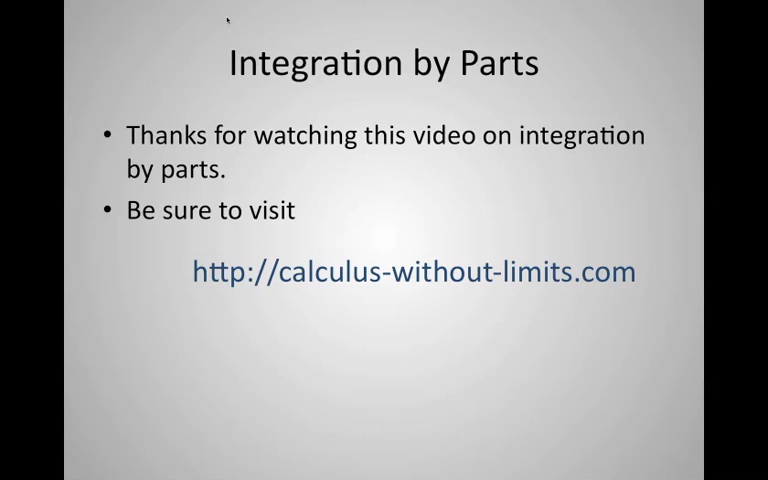 Integration by Parts
• Thanks for watching this video on integration
by parts.
• Be sure to visit
http://calculus-without-limits.com